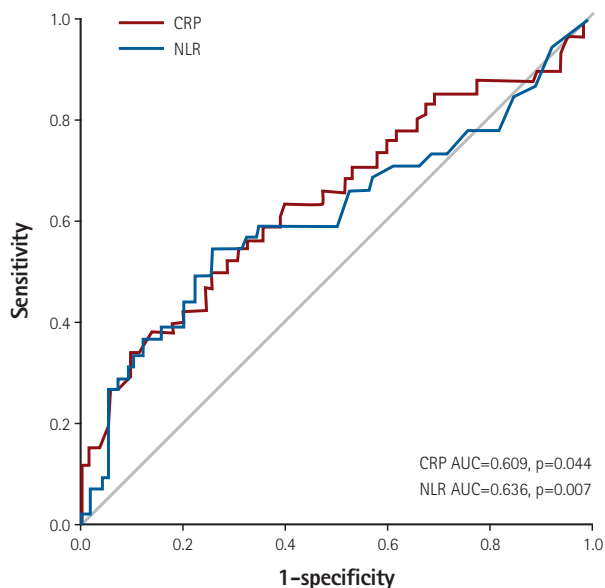 CRP
NLR
1.0
0.8
0.6
0.4
0.2
0.0
Sensitivity
CRP AUC=0.609, p=0.044
NLR AUC=0.636, p=0.007
0.0 0.2 0.4 0.6 0.8 1.0
1-specificity